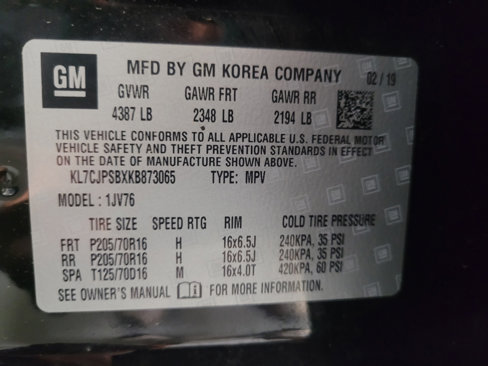 GM
MFD BY GM KOREA COMPANY 02/19
GVWR GAWR FRT GAWR RR
4387 LB 2348 LB 2194 LB
THIS VEHICLE CONFORMS TO ALL APPLICABLE U.S. FEDERAL MOTOR
VEHICLE SAFETY AND THEFT PREVENTION STANDARDS IN EFFECT
ON THE DATE OF MANUFACTURE SHOWN ABOVE.
KL7CJPSBXKB873065 TYPE: MPV
MODEL: 1JV76
TIRE SIZE SPEED RTG RIM COLD TIRE PRESSURE
FRT P205/70R16 H 16x6.5J 240KPA, 35 PSI
RR P205/70R16 H 16x6.5J 240KPA, 35 PSI
SPA T125/70D16 M 16x4.0T 420KPA, 60 PSI
SEE OWNER'S MANUAL FOR MORE INFORMATION.